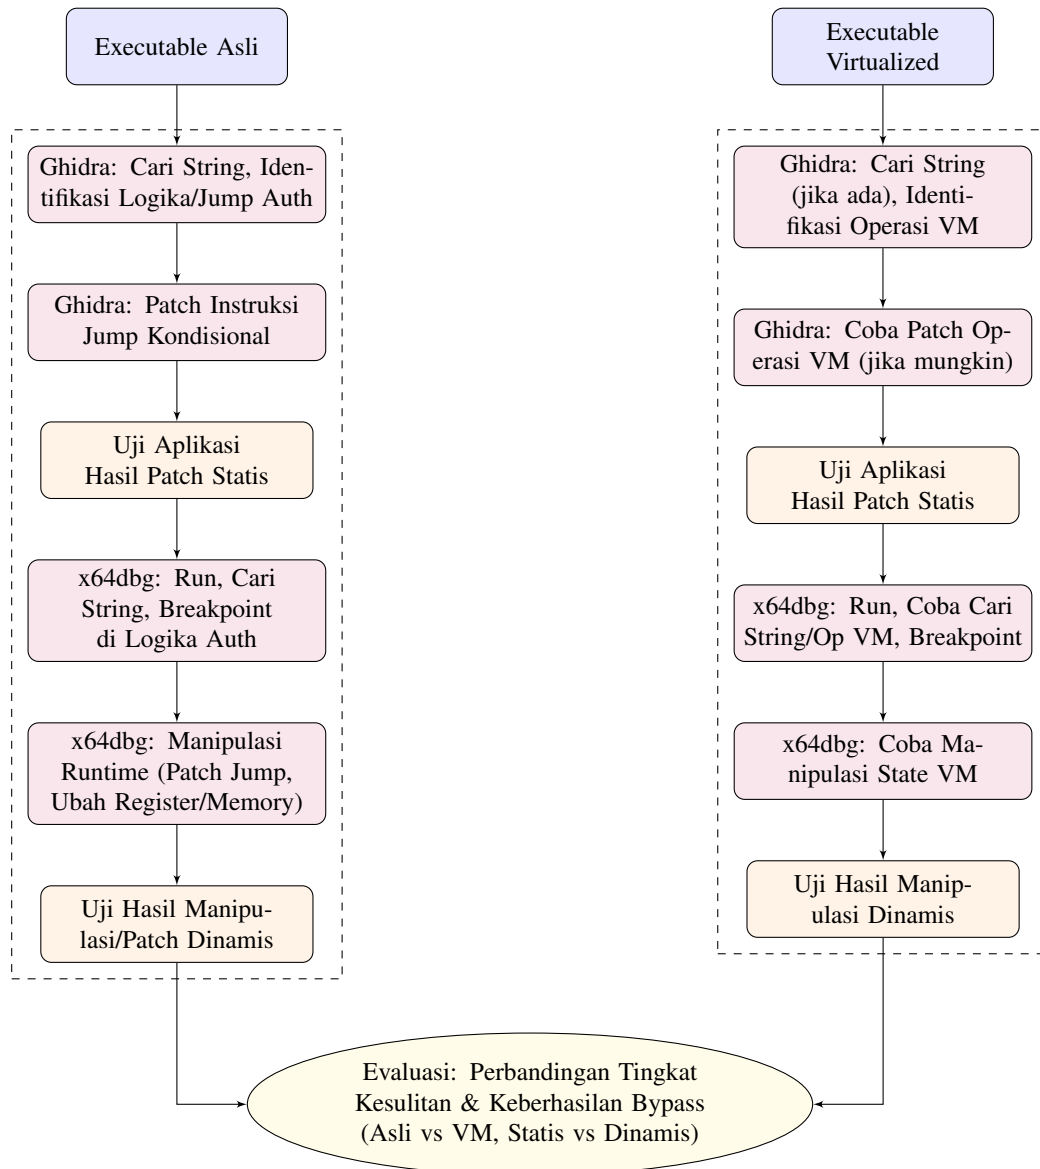 Executable Asli
Ghidra: Cari String, Iden-
tifikasi Logika/Jump Auth
Ghidra: Patch Instruksi
Jump Kondisional
Uji Aplikasi
Hasil Patch Statis
x64dbg: Run, Cari
String, Breakpoint
di Logika Auth
x64dbg: Manipulasi
Runtime (Patch Jump,
Ubah Register/Memory)
Uji Hasil Manipu-
lasi/Patch Dinamis
Executable
Virtualized
Ghidra: Cari String
(jika ada), Identi-
fikasi Operasi VM
Ghidra: Coba Patch Op-
erasi VM (jika mungkin)
Uji Aplikasi
Hasil Patch Statis
x64dbg: Run, Coba Cari
String/Op VM, Breakpoint
x64dbg: Coba Ma-
nipulasi State VM
Uji Hasil Manip-
ulasi Dinamis
Evaluasi: Perbandingan Tingkat
Kesulitan & Keberhasilan Bypass
(Asli vs VM, Statis vs Dinamis)